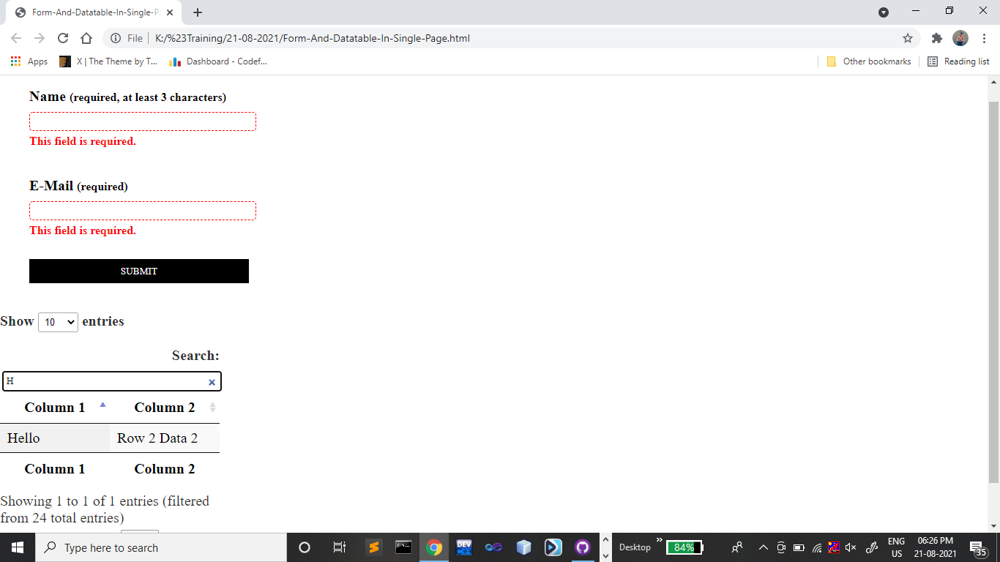 Form-And-Datatable-In-Single-P
File K:/%23Training/21-08-2021/Form-And-Datatable-In-Single-Page.html
Apps X | The Theme by T... Dashboard - Codef... Other bookmarks Reading list
Name (required, at least 3 characters)
This field is required.
E-Mail (required)
This field is required.
SUBMIT
Show 10 entries
Search:
H
Column 1 Column 2
Hello Row 2 Data 2
Column 1 Column 2
Showing 1 to 1 of 1 entries (filtered
from 24 total entries)
Type here to search DEV Desktop 84% ENG 06:26 PM
US 21-08-2021 35